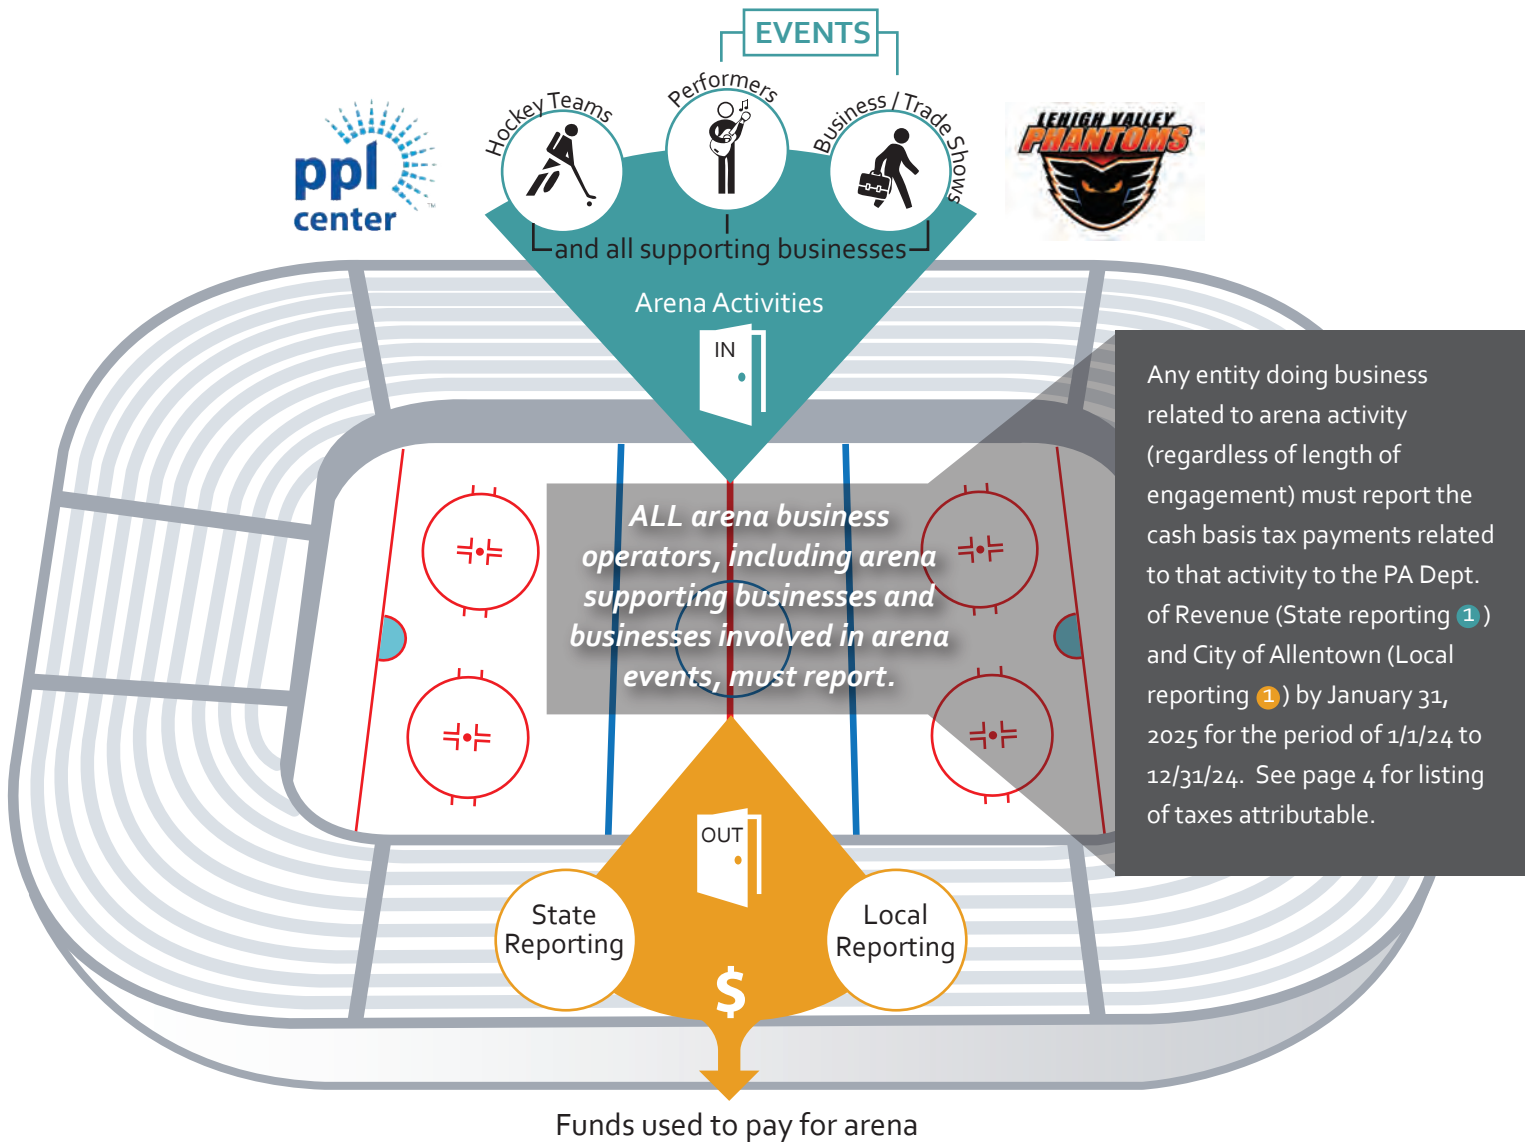 EVENTS
Hockey Teams
Performers
Business / Trade Shows
ppl
center
TM
LEHIGH VALLEY
PHANTOMS
and all supporting businesses
Arena Activities
IN
ALL arena business
operators, including arena
supporting businesses and
businesses involved in arena
events, must report.
Any entity doing business
related to arena activity
(regardless of length of
engagement) must report the
cash basis tax payments related
to that activity to the PA Dept.
of Revenue (State reporting 1)
and City of Allentown (Local
reporting 1) by January 31,
2025 for the period of 1/1/24 to
12/31/24. See page 4 for listing
of taxes attributable.
OUT
State
Reporting
Local
Reporting
$
Funds used to pay for arena